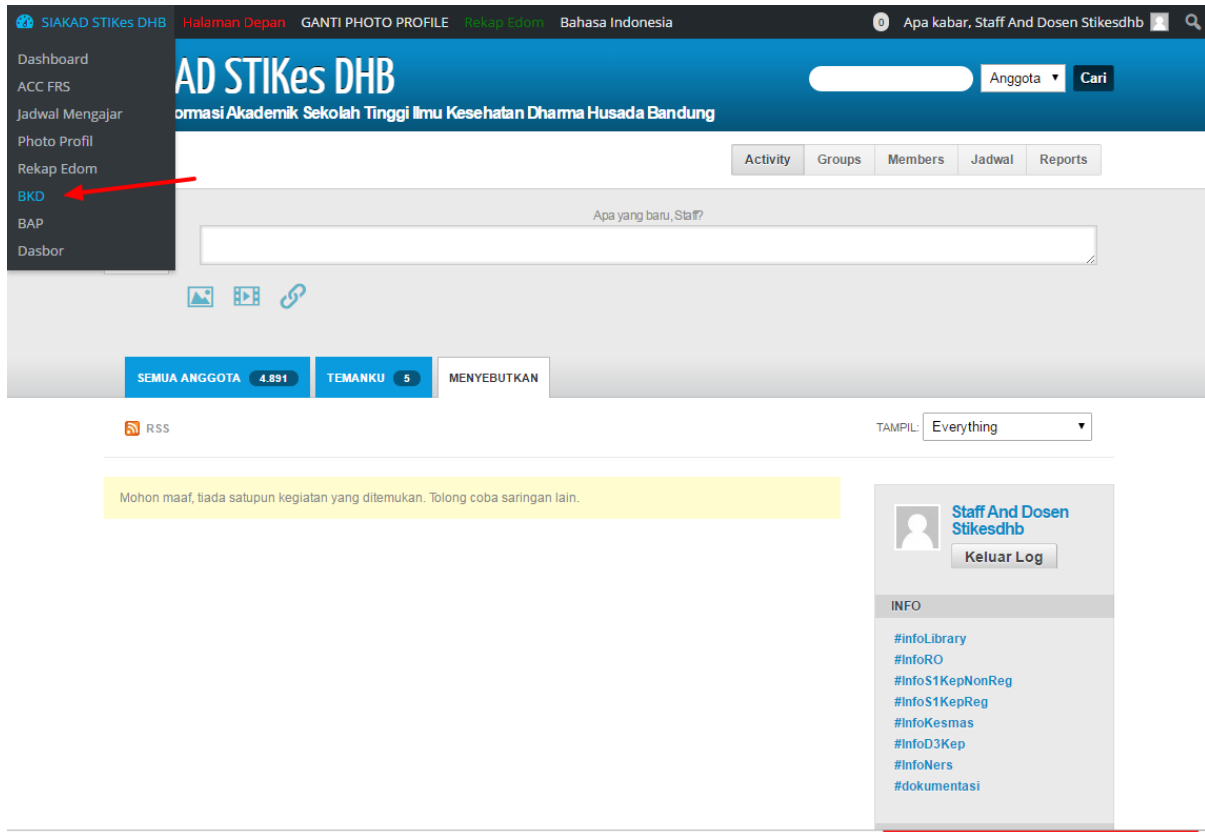 SIAKAD STIKes DHB Halaman Depan GANTI PHOTO PROFILE Rekap Edom Bahasa Indonesia 0 Apa kabar, Staff And Dosen Stikesdhb
Dashboard
ACC FRS
Jadwal Mengajar
Photo Profil
Rekap Edom
BKD
BAP
Dasbor
AD STIKes DHB
ormasi Akademik Sekolah Tinggi Ilmu Kesehatan Dharma Husada Bandung
Anggota Cari
Activity Groups Members Jadwal Reports
Apa yang baru, Staff?
SEMUA ANGGOTA 4.891 TEMANKU 5 MENYEBUTKAN
RSS TAMPIL: Everything
Mohon maaf, tiada satupun kegiatan yang ditemukan. Tolong coba saringan lain.
Staff And Dosen
Stikesdhb
Keluar Log
INFO
#infoLibrary
#InfoRO
#InfoS1KepNonReg
#InfoS1KepReg
#InfoKesmas
#InfoD3Kep
#InfoNers
#dokumentasi